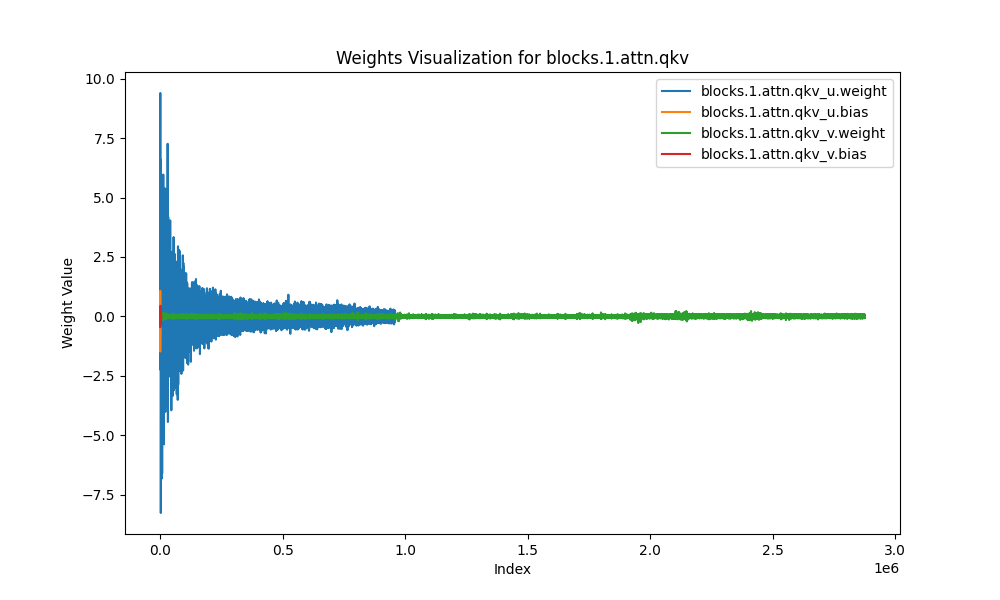 Weights Visualization for blocks.1.attn.qkv
blocks.1.attn.qkv_u.weight
blocks.1.attn.qkv_u.bias
blocks.1.attn.qkv_v.weight
blocks.1.attn.qkv_v.bias
Weight Value
10.0
7.5
5.0
2.5
0.0
−2.5
−5.0
−7.5
0.0 0.5 1.0 1.5 2.0 2.5 3.0
1e6
Index